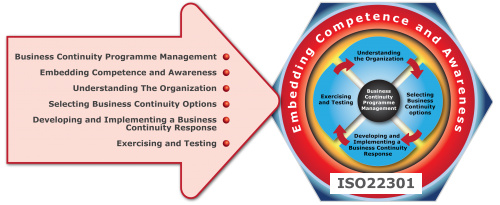 Business Continuity Programme Management
Embedding Competence and Awareness
Understanding The Organization
Selecting Business Continuity Options
Developing and Implementing a Business
Continuity Response
Exercising and Testing
Embedding Competence and Awareness
Understanding
the Organization
Exercising
and Testing
Business
Continuity
Programme
Management
Selecting
Business
Continuity
options
Developing and
Implementing a
Business Continuity
Response
ISO22301